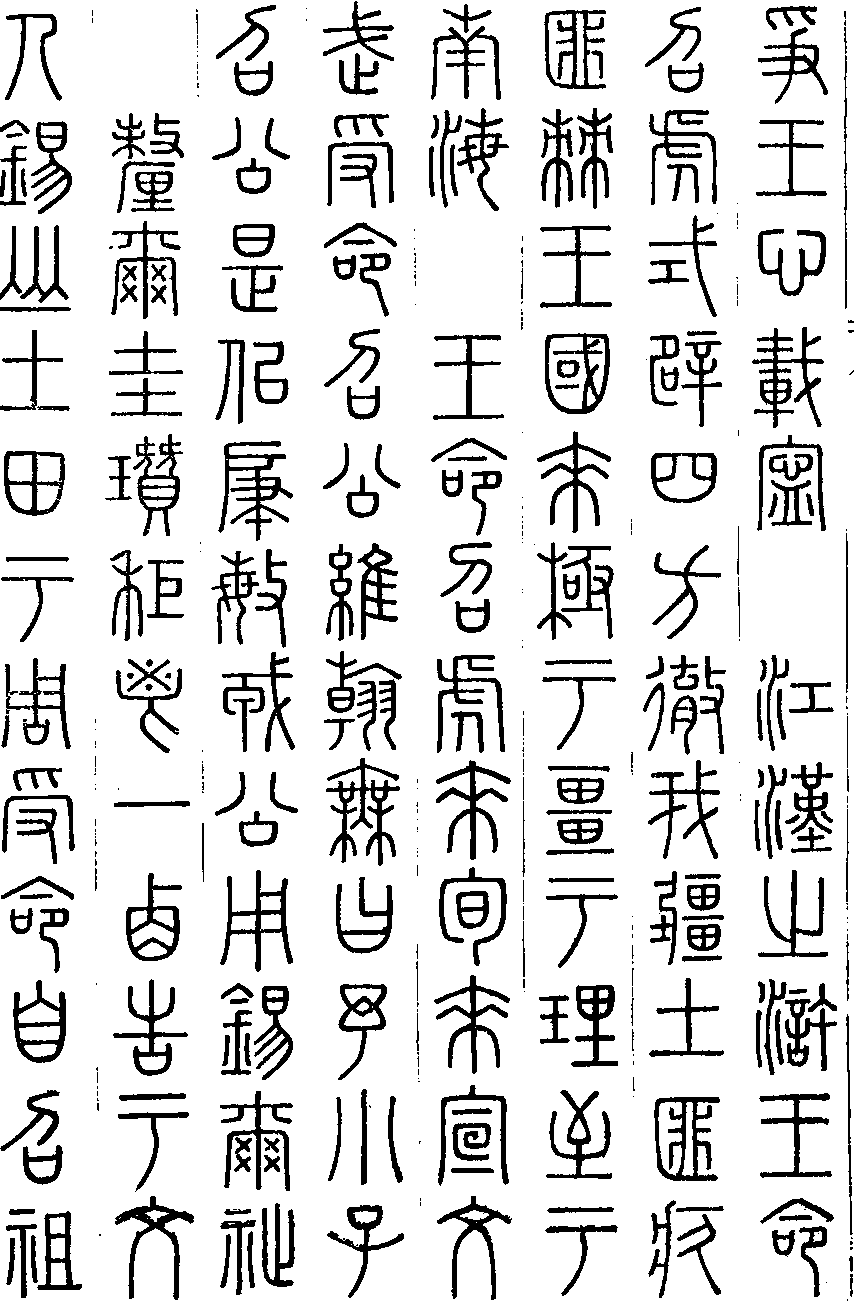 爭王心載寧　江漢之滸王命
召虎式辟四方徹我疆土匪疚
匪棘王國來極于畺于理至于
南海　王命召虎來旬來宣文
武受命召公維翰無曰予小子
召公是似肁敏戎公用錫爾祉
釐爾圭瓚秬鬯一卣告于文
人錫山土田于周受命自召祖